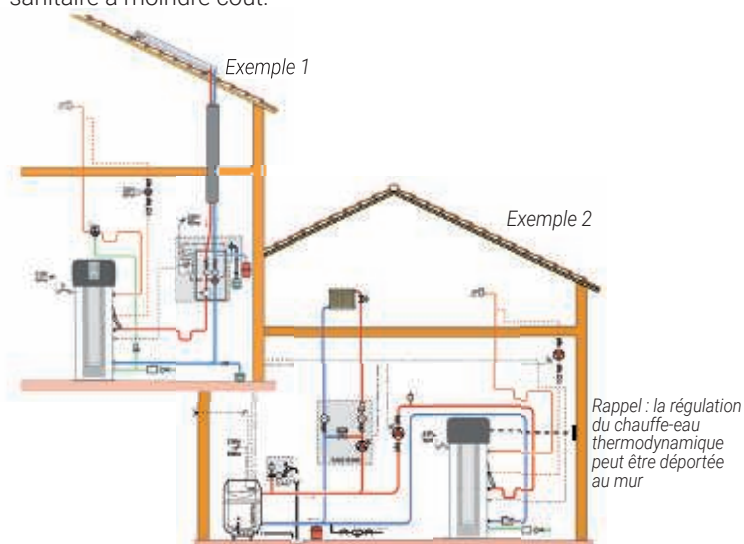 sanitaire à moindre coût.
Exemple 1
Exemple 2
Rappel : la régulation
du chauffe-eau
thermodynamique
peut être déportée
au mur